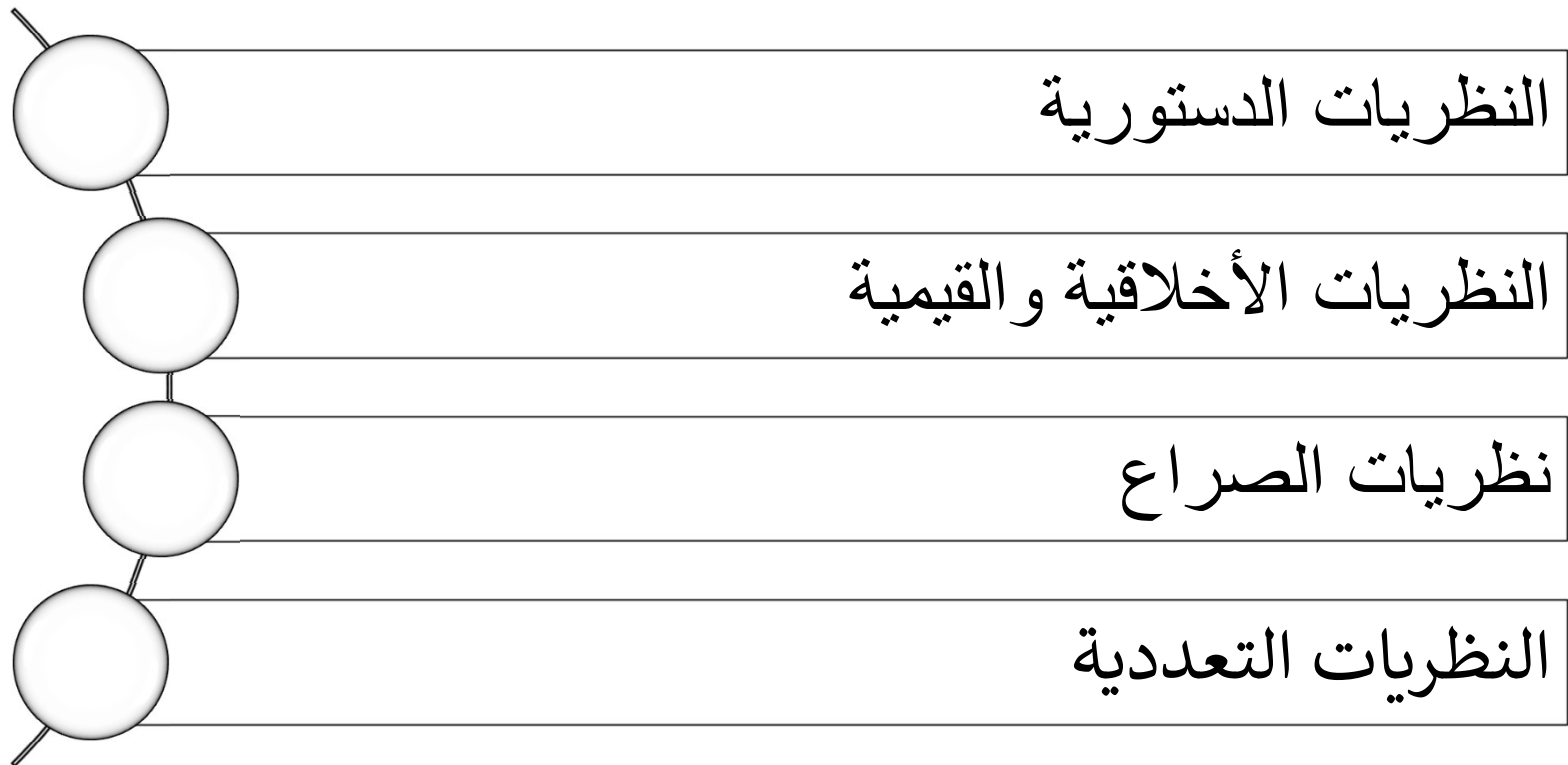 النظريات الدستورية
النظريات الأخلاقية والقيمية
نظريات الصراع
النظريات التعددية